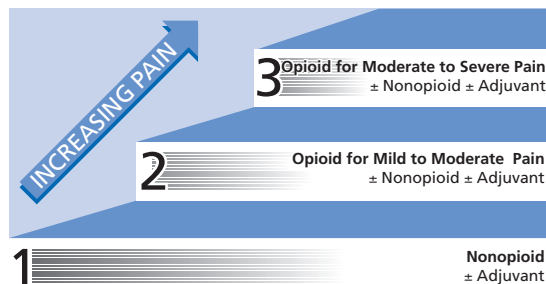 INCREASING PAIN
3 Opioid for Moderate to Severe Pain
± Nonopioid ± Adjuvant
2 Opioid for Mild to Moderate Pain
± Nonopioid ± Adjuvant
1 Nonopioid
± Adjuvant